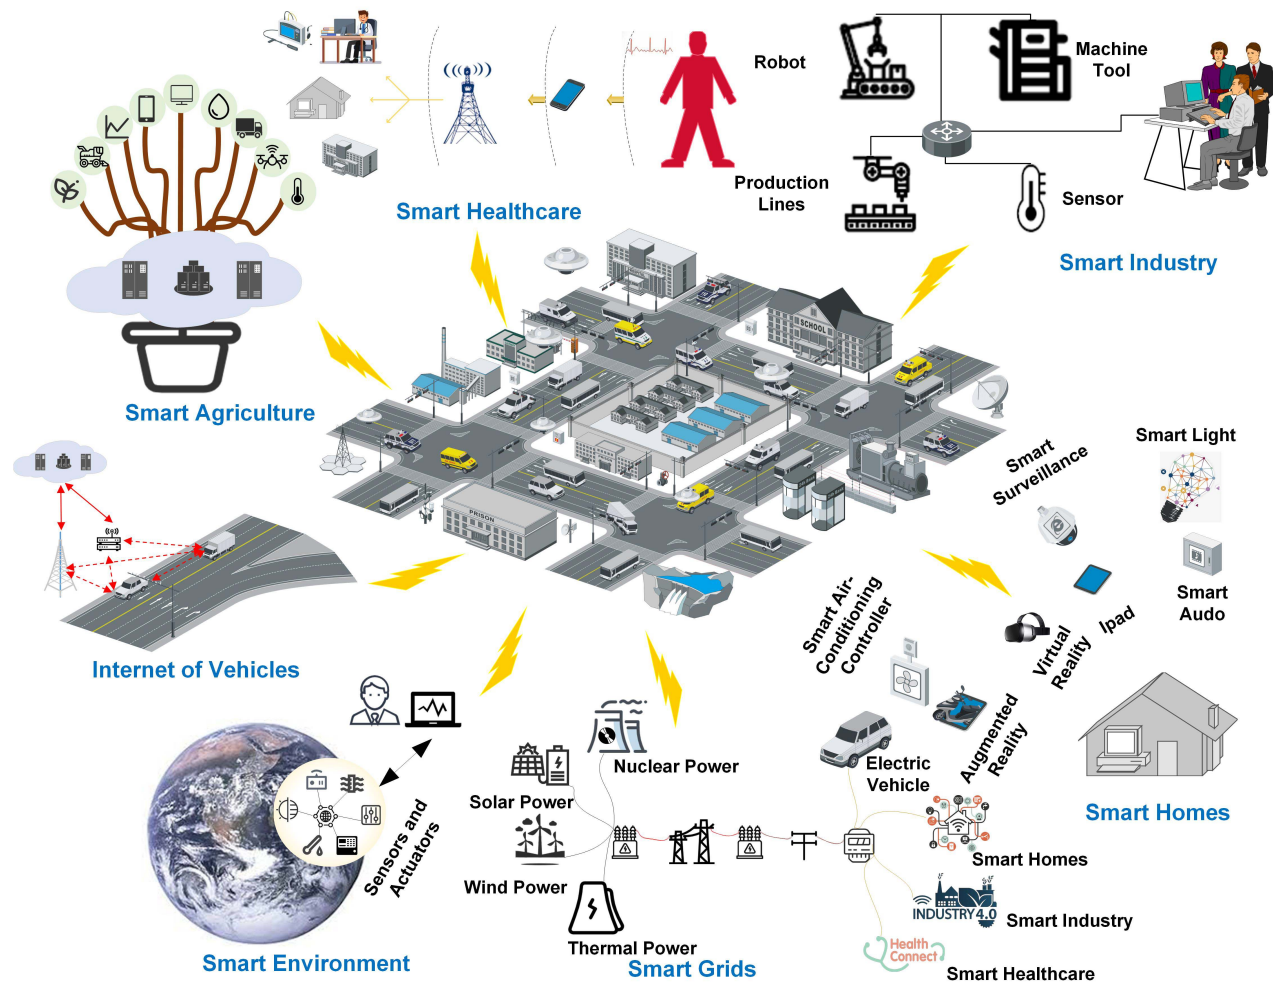 Robot
Machine
Tool
Production
Lines
Sensor
Smart Healthcare
Smart Industry
SCHOOL
Smart Agriculture
PRISON
Smart
Surveillance
Smart Light
Smart
Audo
Ipad
Virtual
Reality
Smart Air-
Conditioning
Controller
Augmented
Reality
Internet of Vehicles
Electric
Vehicle
Smart Homes
Sensors and
Actuators
Smart Environment
Nuclear Power
Solar Power
Wind Power
Thermal Power
Smart Grids
Smart Homes
INDUSTRY 4.0
Smart Industry
Health
Connect
Smart Healthcare